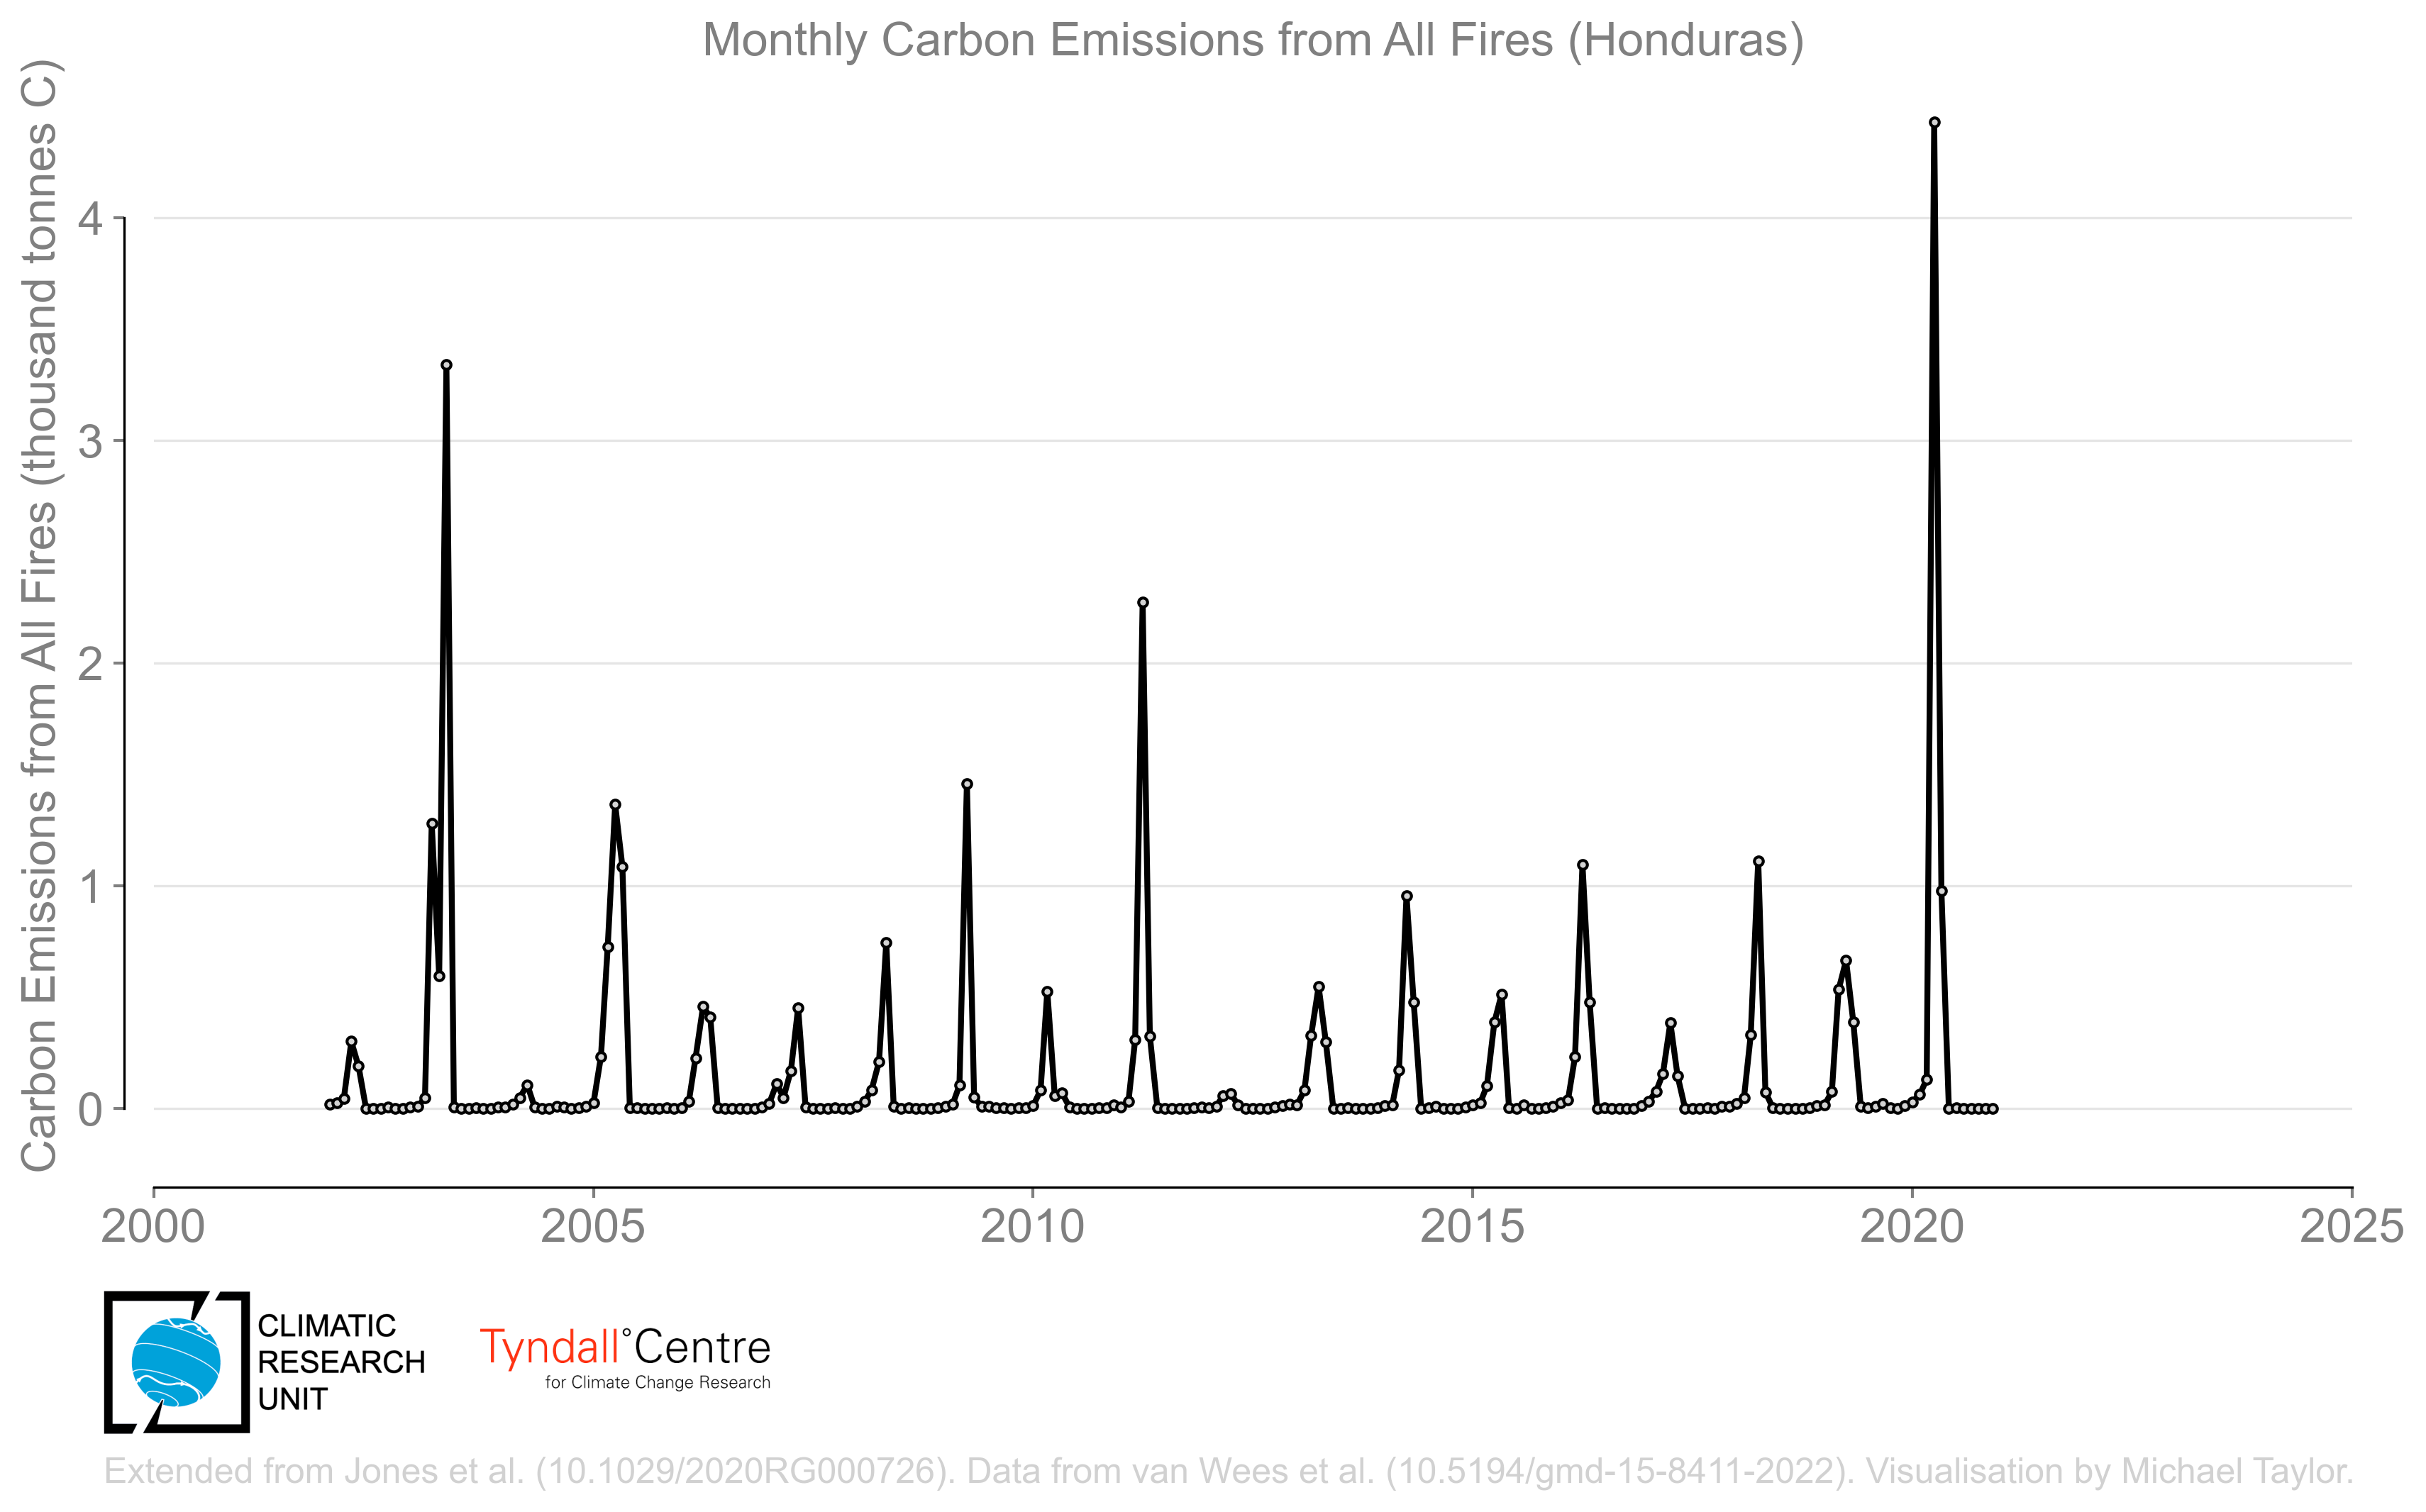 Monthly Carbon Emissions from All Fires (Honduras)
Carbon Emissions from All Fires (thousand tonnes C)
4
3
2
1
0
2000 2005 2010 2015 2020 2025
CLIMATIC
RESEARCH
UNIT
Tyndall°Centre
for Climate Change Research
Extended from Jones et al. (10.1029/2020RG000726). Data from van Wees et al. (10.5194/gmd-15-8411-2022). Visualisation by Michael Taylor.